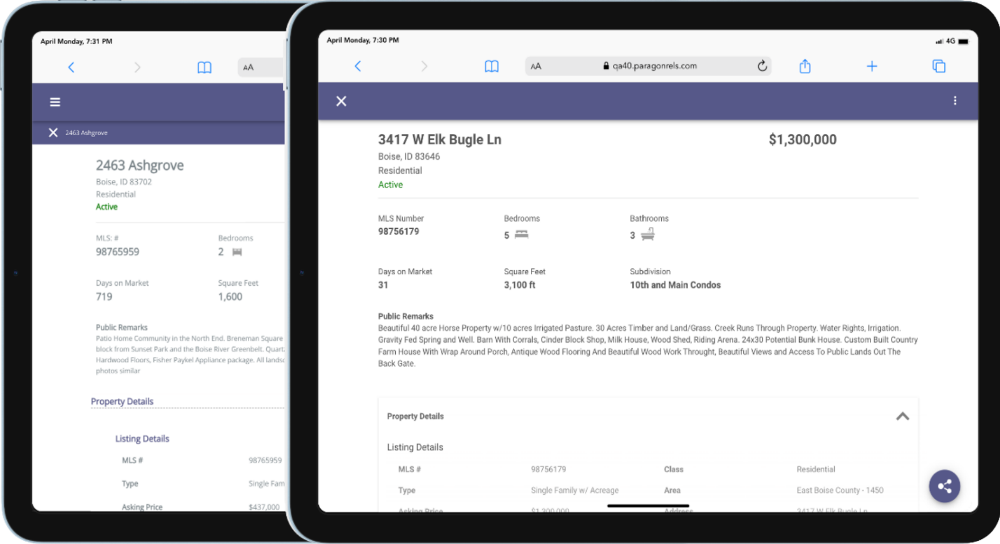 April Monday, 7:31 PM
AA
2463 Ashgrove
2463 Ashgrove
Boise, ID 83702
Residential
Active
MLS: #
Bedrooms
98765959
2
Days on Market
Square Feet
719
1,600
Public Remarks
Patio Home Community in the North End. Breneman Square
block from Sunset Park and the Boise River Greenbelt. Quart
Hardwood Floors, Fisher Paykel Appliance package. All landsc
photos similar
Property Details
Listing Details
MLS #
98765959
Type
Single Fam
Asking Price
$437,000
April Monday, 7:30 PM
4G
AA
qa40.paragonrels.com
3417 W Elk Bugle Ln
$1,300,000
Boise, ID 83646
Residential
Active
MLS Number
Bedrooms
Bathrooms
98756179
5
3
Days on Market
Square Feet
Subdivision
31
3,100 ft
10th and Main Condos
Public Remarks
Beautiful 40 acre Horse Property w/10 acres Irrigated Pasture. 30 Acres Timber and Land/Grass. Creek Runs Through Property. Water Rights, Irrigation.
Gravity Fed Spring and Well. Barn With Corrals, Cinder Block Shop, Milk House, Wood Shed, Riding Arena. 24x30 Potential Bunk House. Custom Built Country
Farm House With Wrap Around Porch, Antique Wood Flooring And Beautiful Wood Work Throught, Beautiful Views and Access To Public Lands Out The
Back Gate.
Property Details
Listing Details
MLS #
98756179
Class
Residential
Type
Single Family w/ Acreage
Area
East Boise County - 1450
Asking Price
$1,300,000
Address
3417 W Elk Bugle Ln